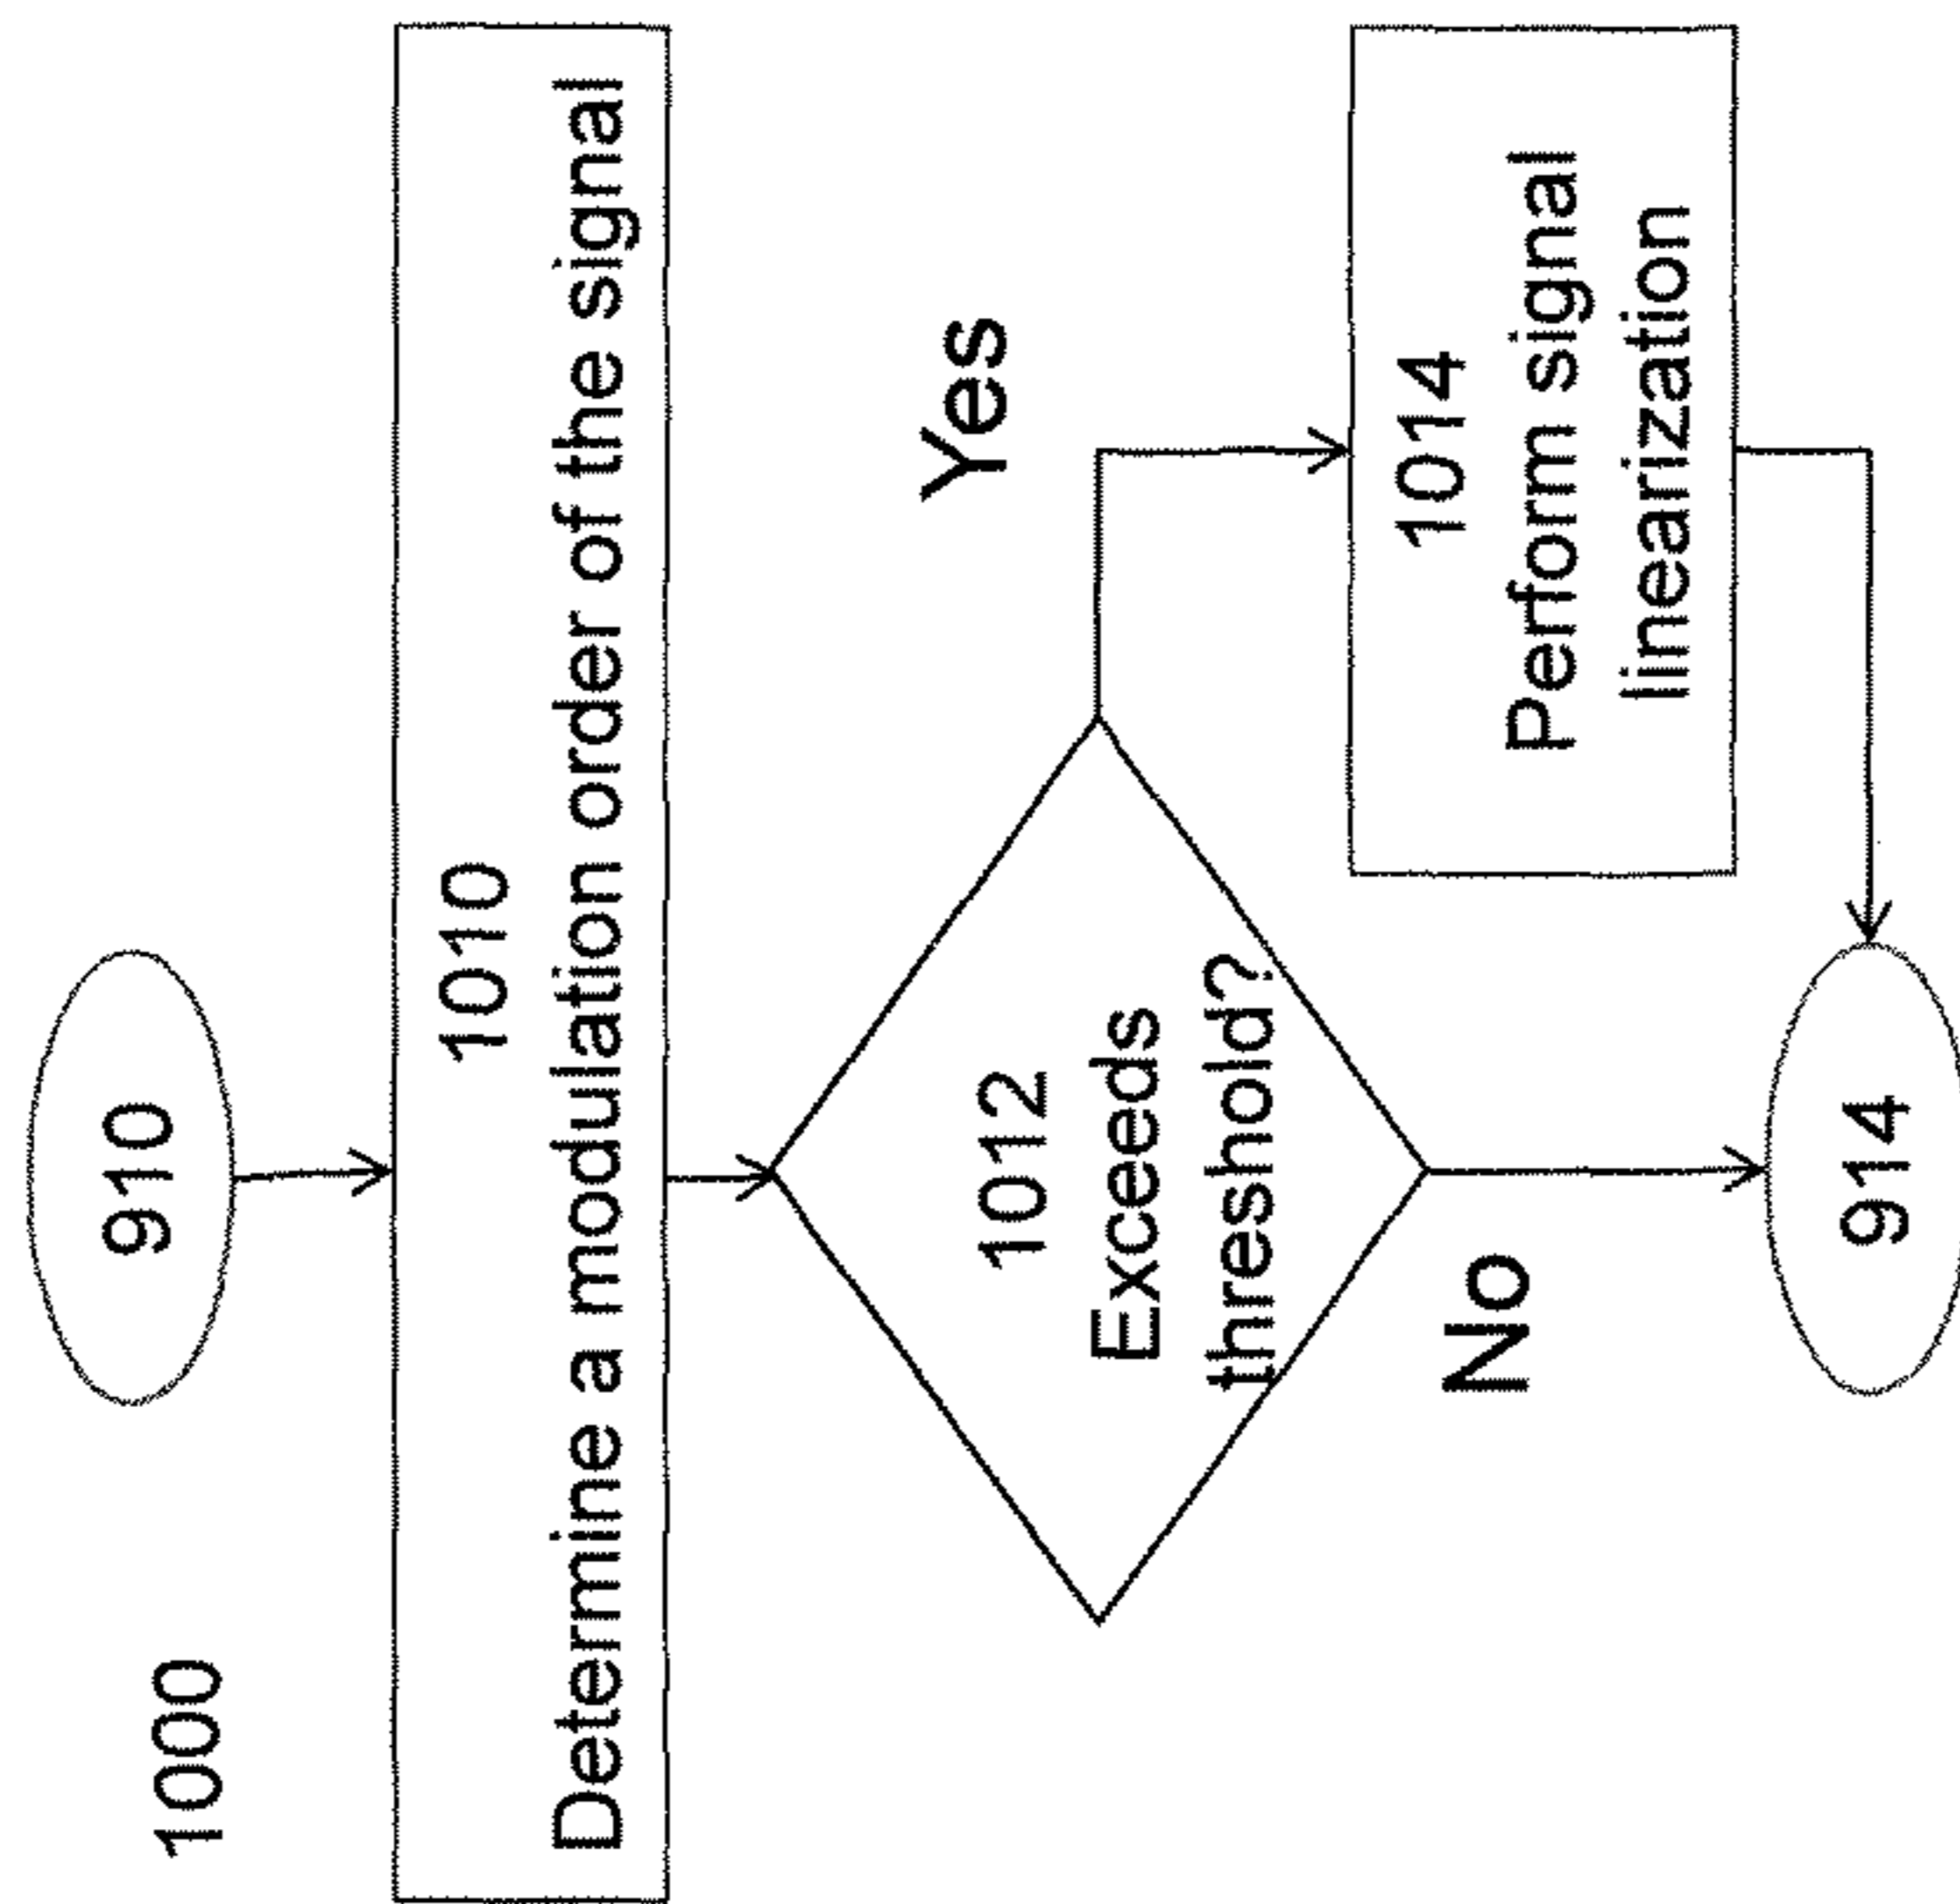 1000
910
1010
Determine a modulation order of the signal
1012
Exceeds
threshold?
Yes
No
1014
Perform signal
linearization
914